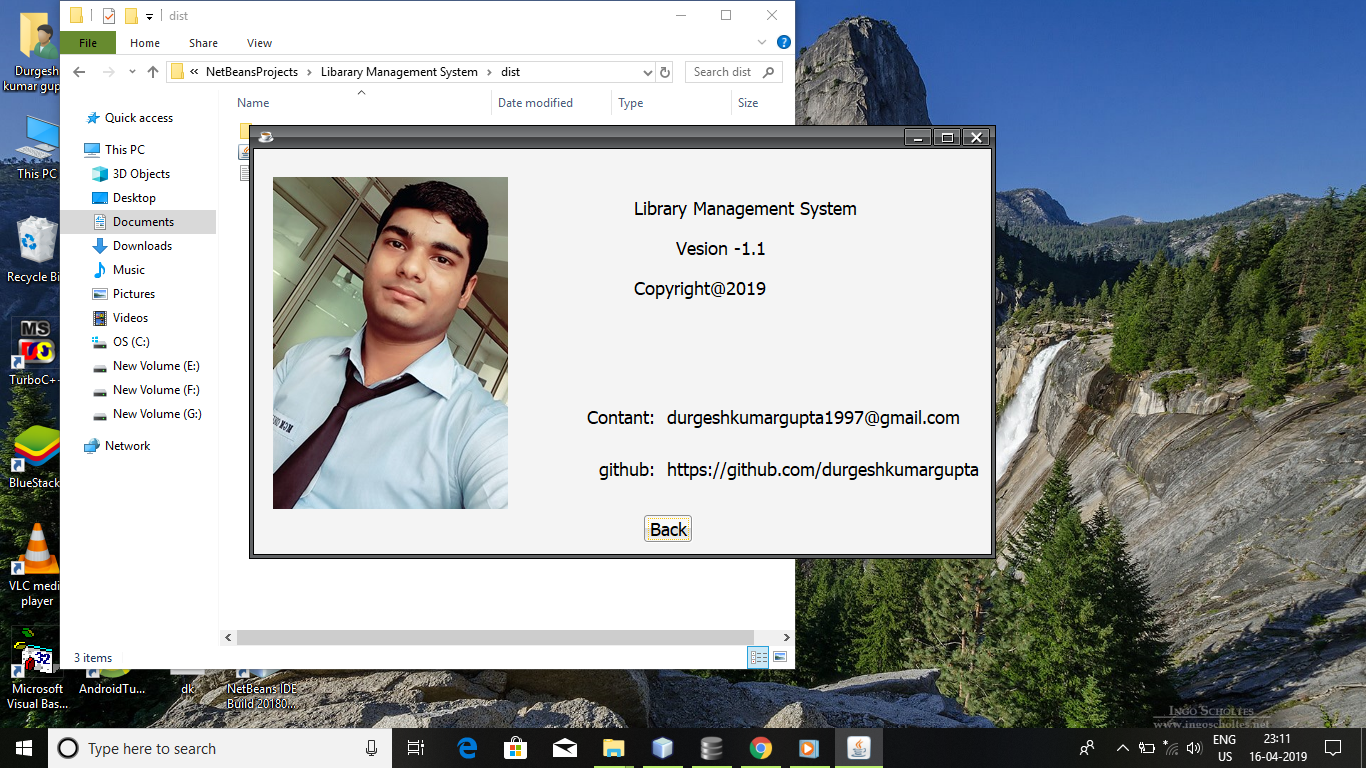 dist
File Home Share View
« NetBeansProjects > Libarary Management System > dist
Search dist
Name Date modified Type Size
Quick access
This PC
3D Objects
Desktop
Documents
Downloads
Music
Pictures
Videos
OS (C:)
New Volume (E:)
New Volume (F:)
New Volume (G:)
Network
3 items
Library Management System
Vesion -1.1
Copyright@2019
Contant: durgeshkumargupta1997@gmail.com
github: https://github.com/durgeshkumargupta
Back
Durgesh
kumar gup
This PC
Recycle Bi
MS
TurboC+
BlueStack
VLC medi
player
32
Microsoft
Visual Bas...
AndroidTu...
dk
NetBeans IDE
Build 20180...
Ingo Scholtes
www.ingoscholtes.net
Type here to search
ENG
US
23:11
16-04-2019